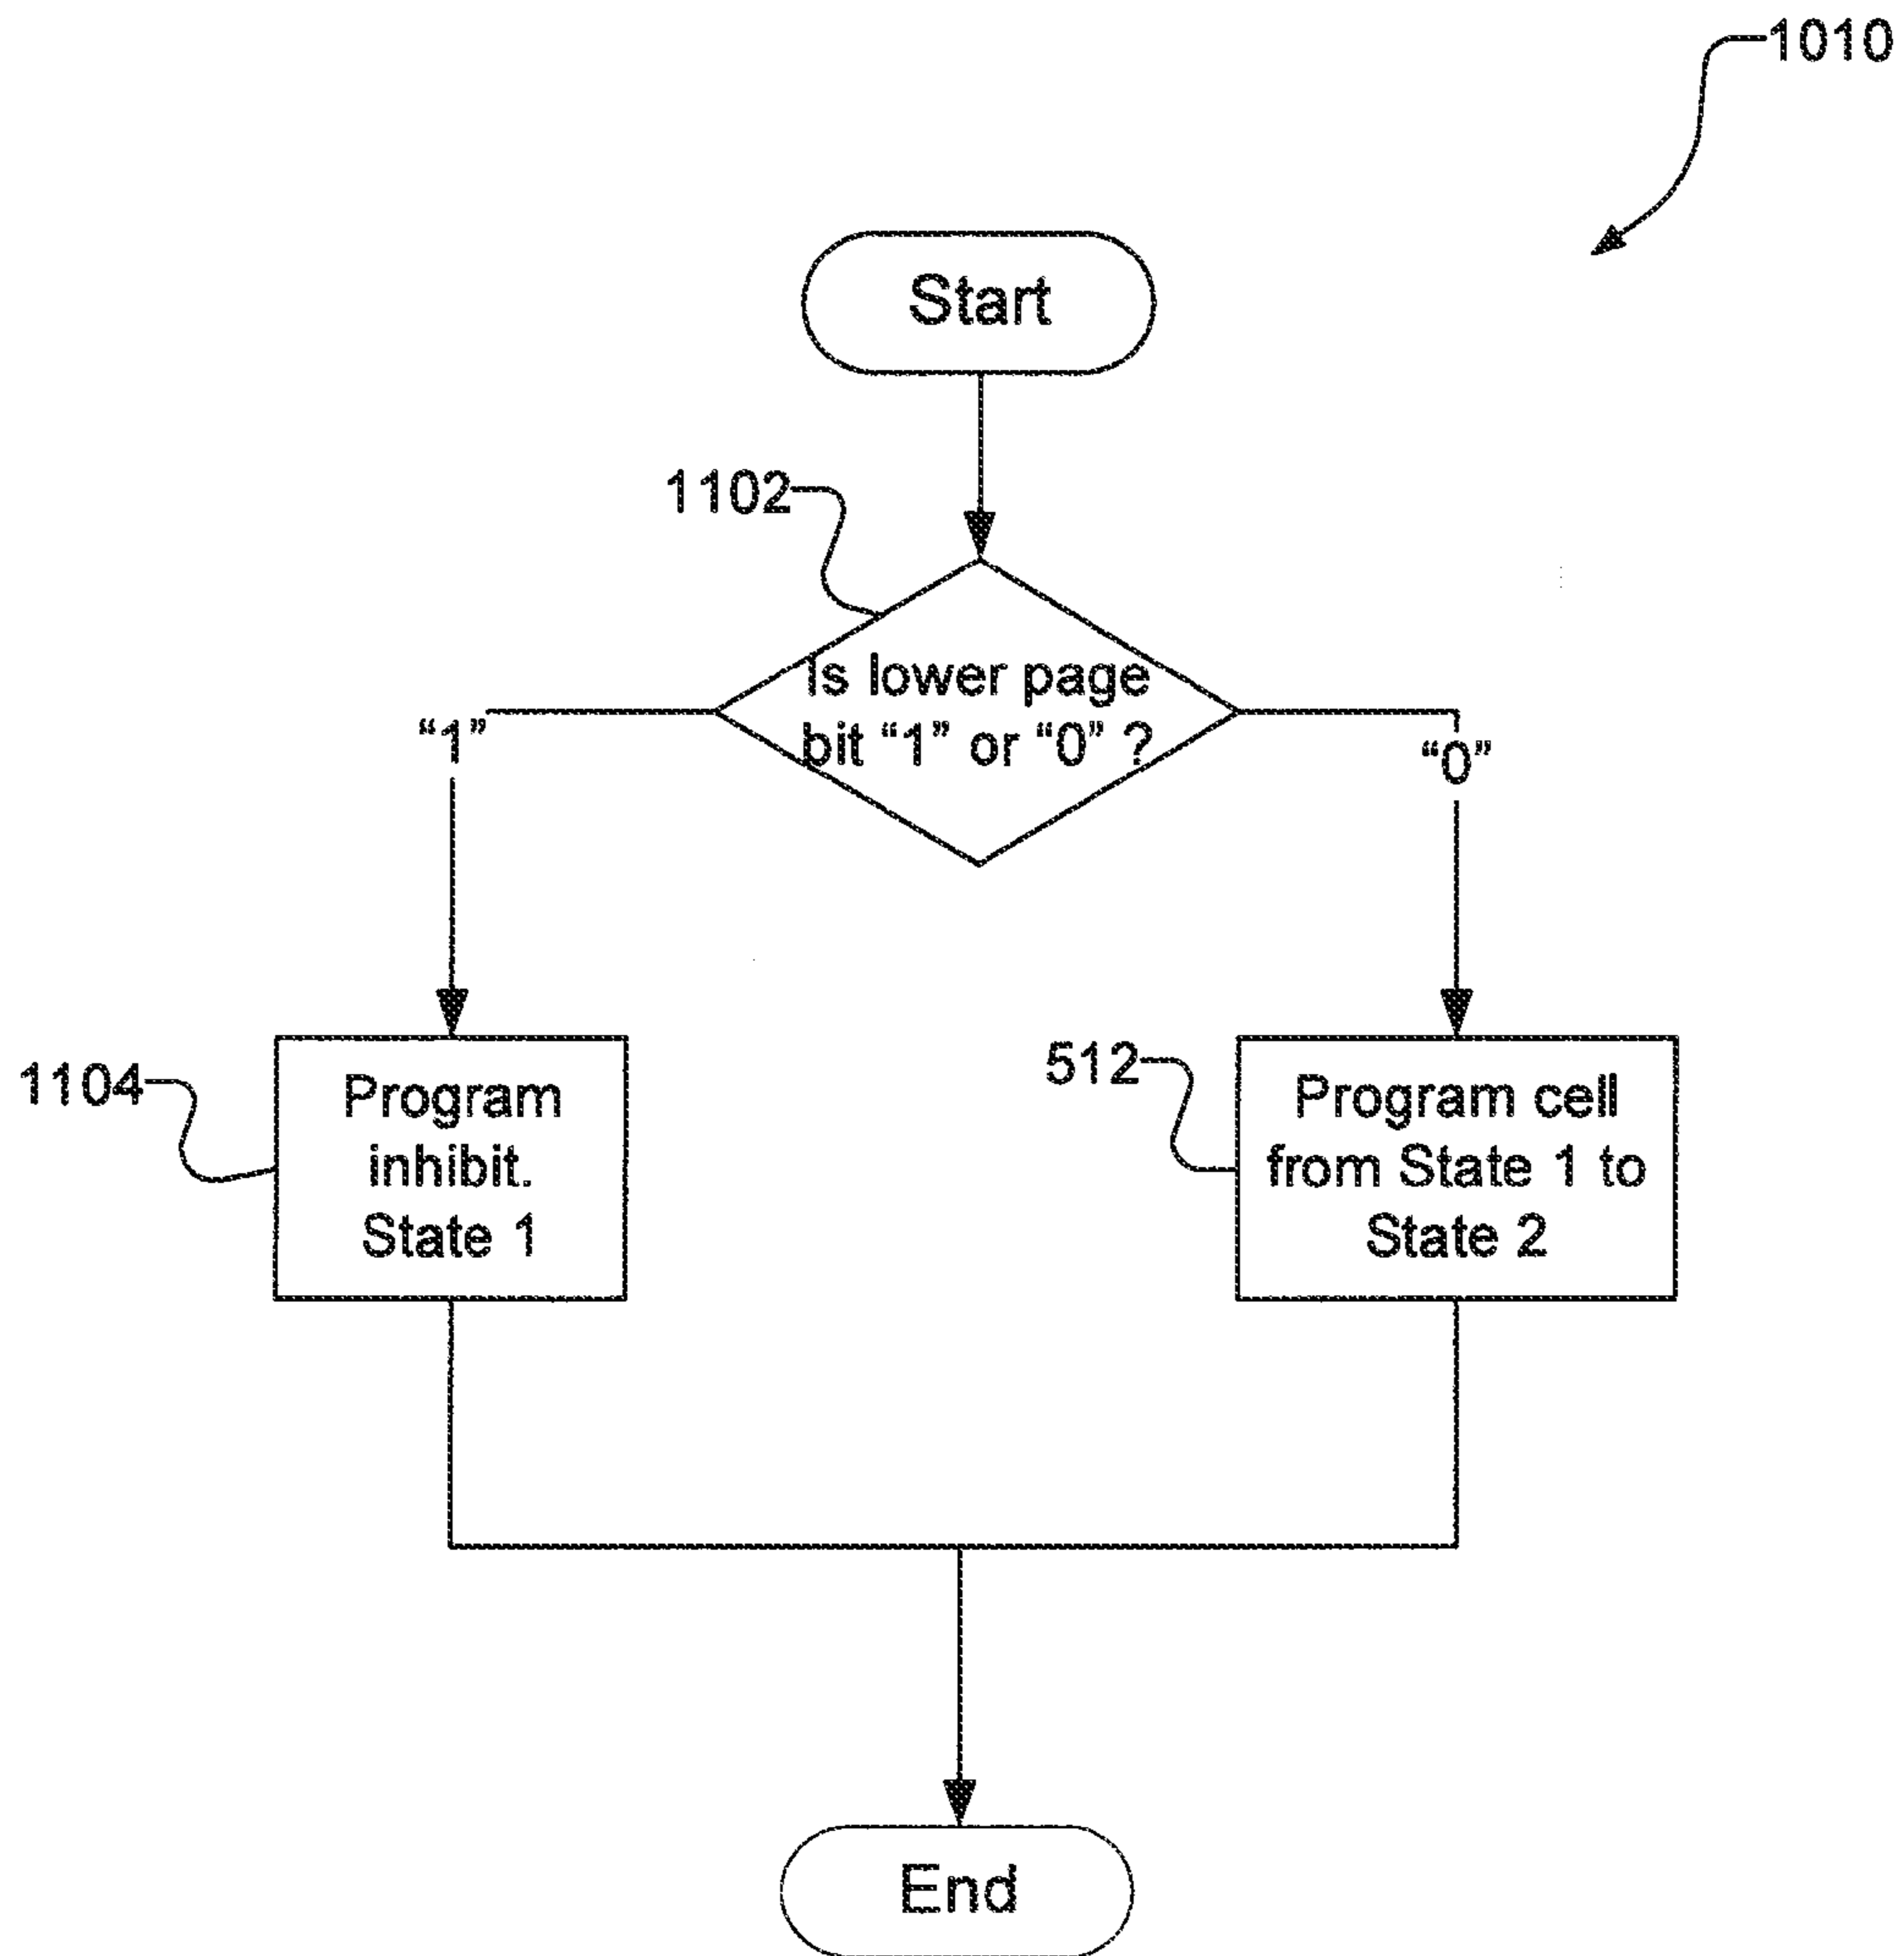 1010
Start
1102
Is lower page
bit “1” or “0” ?
“1”
“0”
1104
Program
inhibit.
State 1
512
Program cell
from State 1 to
State 2
End